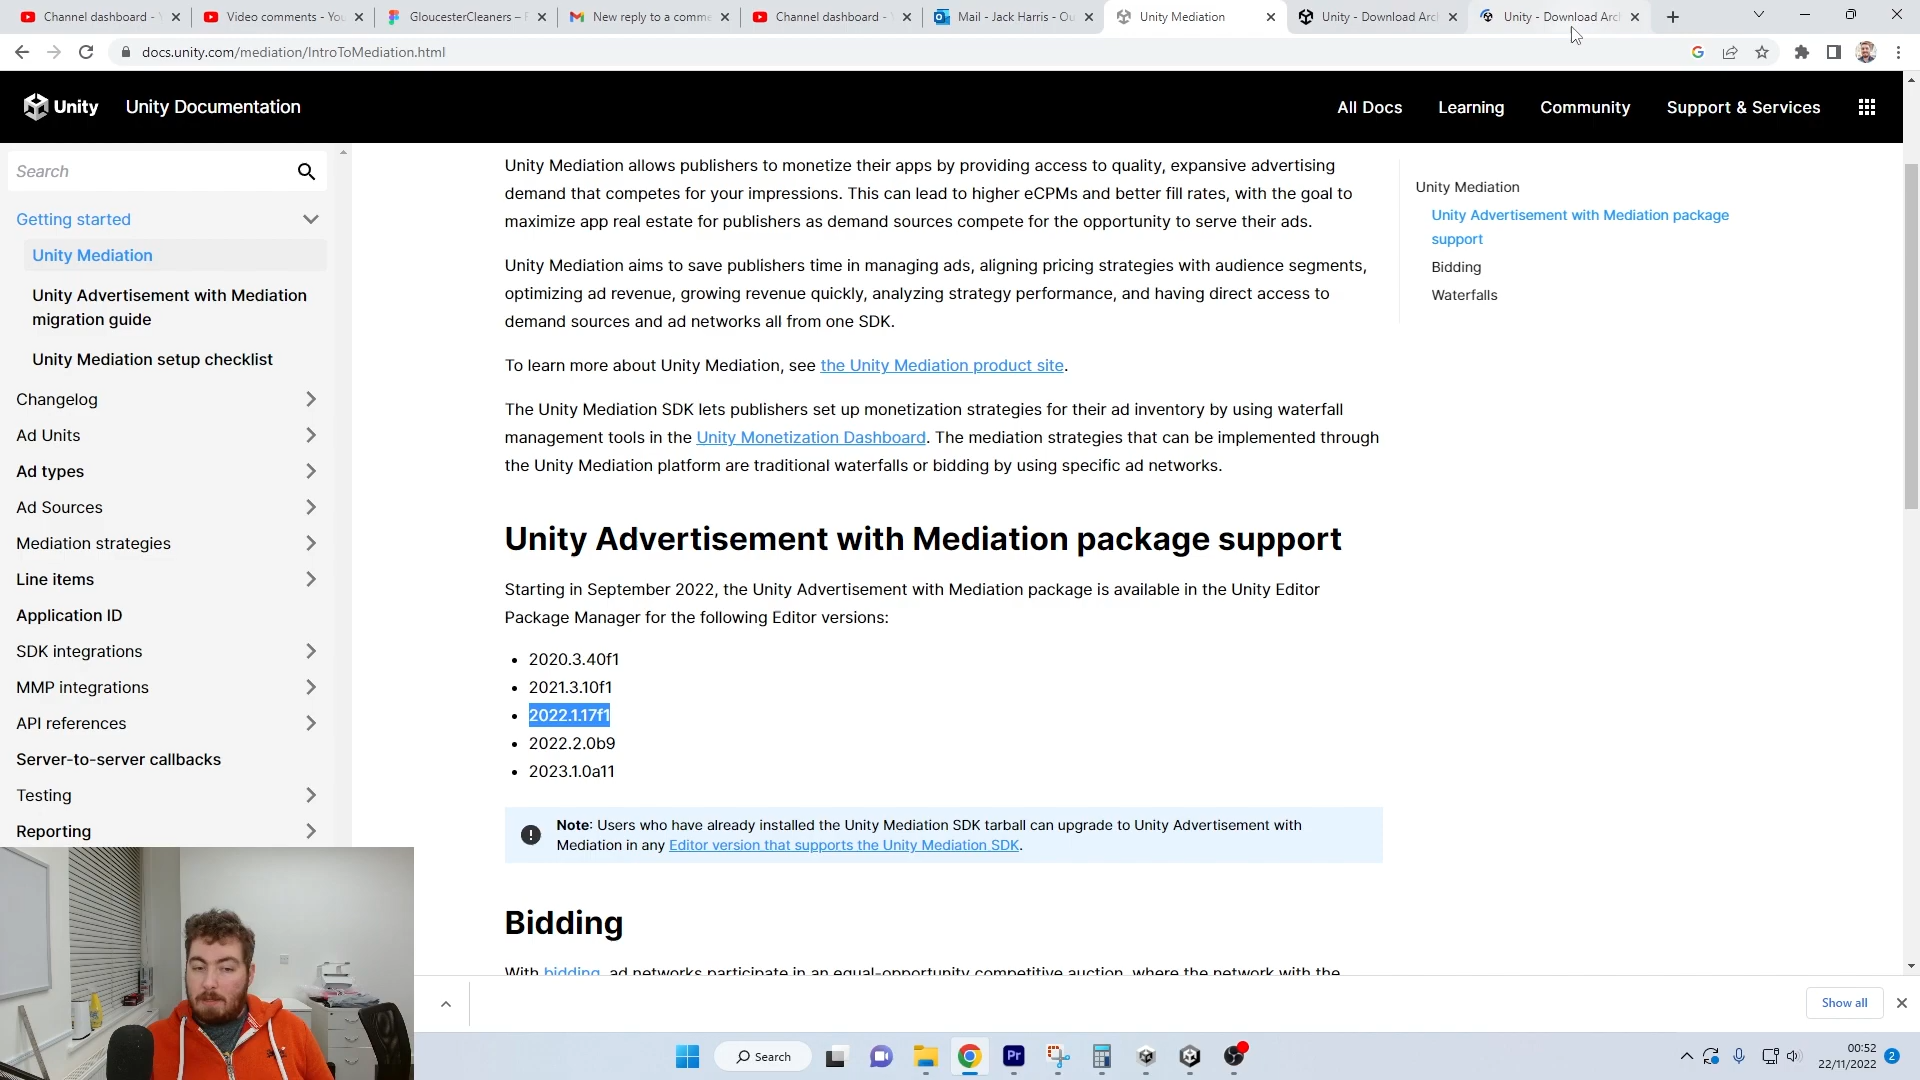 Channel dashboard -
Video comments - You
GloucesterCleaners –
New reply to a comme
Channel dashboard -
Mail - Jack Harris - Ou
Unity Mediation
Unity - Download Arc
Unity - Download Arc
docs.unity.com/mediation/IntroToMediation.html
Unity
Unity Documentation
All Docs
Learning
Community
Support & Services
Search
Getting started
Unity Mediation
Unity Advertisement with Mediation
migration guide
Unity Mediation setup checklist
Changelog
Ad Units
Ad types
Ad Sources
Mediation strategies
Line items
Application ID
SDK integrations
MMP integrations
API references
Server-to-server callbacks
Testing
Reporting
Unity Mediation allows publishers to monetize their apps by providing access to quality, expansive advertising
demand that competes for your impressions. This can lead to higher eCPMs and better fill rates, with the goal to
maximize app real estate for publishers as demand sources compete for the opportunity to serve their ads.
Unity Mediation aims to save publishers time in managing ads, aligning pricing strategies with audience segments,
optimizing ad revenue, growing revenue quickly, analyzing strategy performance, and having direct access to
demand sources and ad networks all from one SDK.
To learn more about Unity Mediation, see the Unity Mediation product site.
The Unity Mediation SDK lets publishers set up monetization strategies for their ad inventory by using waterfall
management tools in the Unity Monetization Dashboard. The mediation strategies that can be implemented through
the Unity Mediation platform are traditional waterfalls or bidding by using specific ad networks.
Unity Advertisement with Mediation package support
Starting in September 2022, the Unity Advertisement with Mediation package is available in the Unity Editor
Package Manager for the following Editor versions:
• 2020.3.40f1
• 2021.3.10f1
• 2022.1.17f1
• 2022.2.0b9
• 2023.1.0a11
Note: Users who have already installed the Unity Mediation SDK tarball can upgrade to Unity Advertisement with
Mediation in any Editor version that supports the Unity Mediation SDK.
Bidding
With bidding, ad networks participate in an equal-opportunity competitive auction, where the network with the
Unity Mediation
Unity Advertisement with Mediation package
support
Bidding
Waterfalls
Show all
Search
Pr
00:52
22/11/2022
2